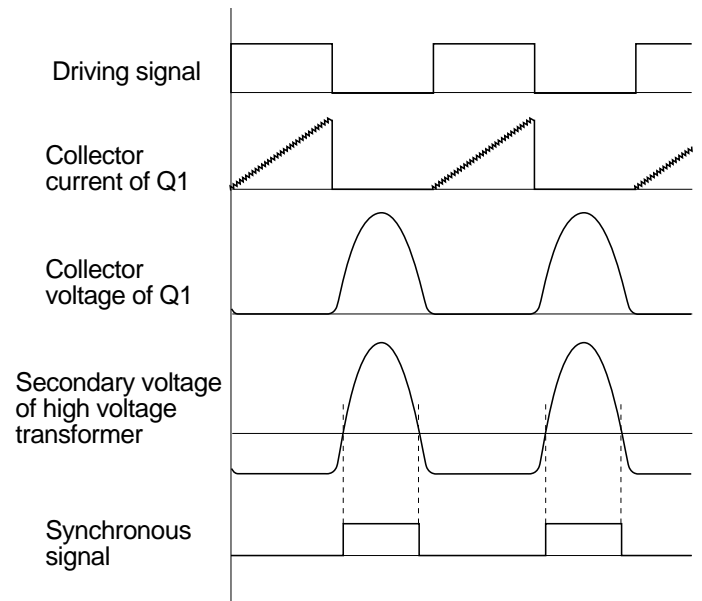 Driving signal
Collector
current of Q1
Collector
voltage of Q1
Secondary voltage
of high voltage
transformer
Synchronous
signal